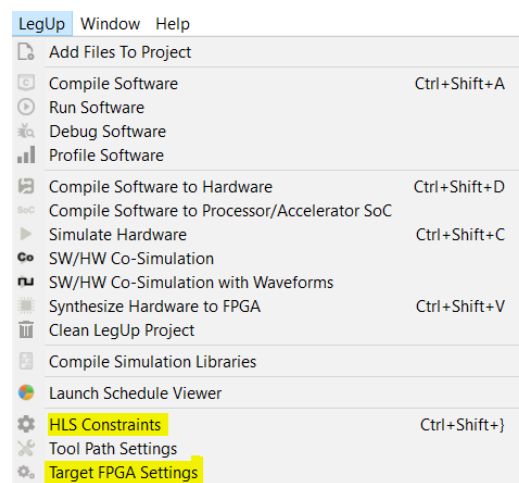 LegUp Window Help
Add Files To Project
Compile Software Ctrl+Shift+A
Run Software
Debug Software
Profile Software
Compile Software to Hardware Ctrl+Shift+D
SoC Compile Software to Processor/Accelerator SoC
Simulate Hardware Ctrl+Shift+C
Co SW/HW Co-Simulation
SW/HW Co-Simulation with Waveforms
Synthesize Hardware to FPGA Ctrl+Shift+V
Clean LegUp Project
Compile Simulation Libraries
Launch Schedule Viewer
HLS Constraints Ctrl+Shift+}
Tool Path Settings
Target FPGA Settings